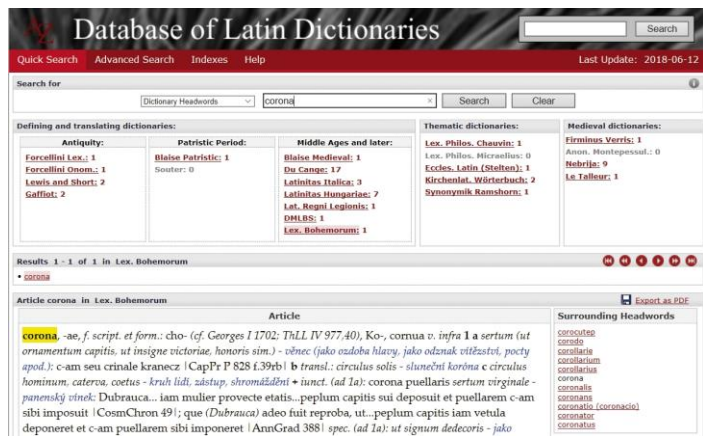 Database of Latin Dictionaries
Search
Quick Search Advanced Search Indexes Help Last Update: 2018-06-12
Search for
Dictionary Headwords corona × Search Clear
Defining and translating dictionaries: Thematic dictionaries: Medieval dictionaries:
Antiquity: Patristic Period: Middle Ages and later: Lex. Philos. Chauvin: 1 Firminus Verris: 1
Forcellini Lex.: 1 Blaise Patristic: 1 Blaise Medieval: 1 Lex. Philos. Micraelius: 0 Anon. Montepessul.: 0
Forcellini Onom.: 1 Souter: 0 Du Cange: 17 Eccles. Latin (Stelten): 1 Nebrija: 9
Lewis and Short: 2 Latinitas Italica: 3 Kirchenlat. Wörterbuch: 2 Le Talleur: 1
Gaffiot: 2 Latinitas Hungariae: 7 Synonymik Ramshorn: 1
Lat. Regni Legionis: 1
DMLBS: 1
Lex. Bohemorum: 1
Results 1 - 1 of 1 in Lex. Bohemorum
• corona
Article corona in Lex. Bohemorum Export as PDF
Article
corona, -ae, f. script. et form.: cho- (cf. Georges I 1702; ThLL IV 977,40), Ko-, cornua v. infra 1 a sertum (ut
ornamentum capitis, ut insigne victoriae, honoris sim.) - věnec (jako ozdoba hlavy, jako odznak vítězství, pocty
apod.): c-am seu crinale kranecz |CapPr P 828 f.39rb| b transl.: circulus solis - sluneční koróna c circulus
hominum, caterva, coetus - kruh lidí, zástup, shromáždění + iunct. (ad 1a): corona puellaris sertum virginale -
panenský vínek: Dubrauca... iam mulier provecte etatis...peplum capitis sui deposuit et puellarem c-am
sibi imposuit |CosmChron 49|; que (Dubrauca) adeo fuit reproba, ut...peplum capitis iam vetula
deponeret et c-am puellarem sibi imponeret |AnnGrad 388| spec. (ad 1a): ut signum dedecoris - jako
Surrounding Headwords
corocutep
corodo
corollarie
corollarium
corollarius
corona
coronalis
coronans
coronatio (coronacio)
coronator
coronatus